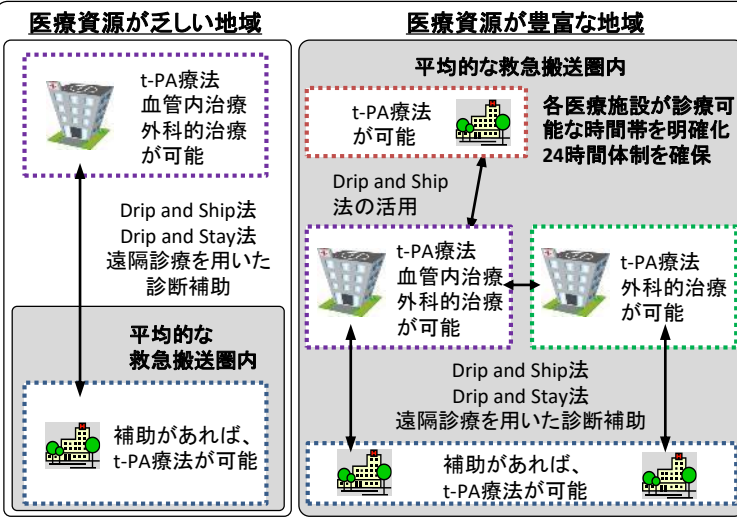 医療資源が乏しい地域
t-PA療法
血管内治療
外科的治療
が可能
Drip and Ship法
Drip and Stay法
遠隔診療を用いた
診断補助
平均的な
救急搬送圏内
補助があれば、
t-PA療法が可能
医療資源が豊富な地域
平均的な救急搬送圏内
t-PA療法
が可能
各医療施設が診療可
能な時間帯を明確化
24時間体制を確保
Drip and Ship
法の活用
t-PA療法
血管内治療
外科的治療
が可能
t-PA療法
外科的治療
が可能
Drip and Ship法
Drip and Stay法
遠隔診療を用いた診断補助
補助があれば、
t-PA療法が可能